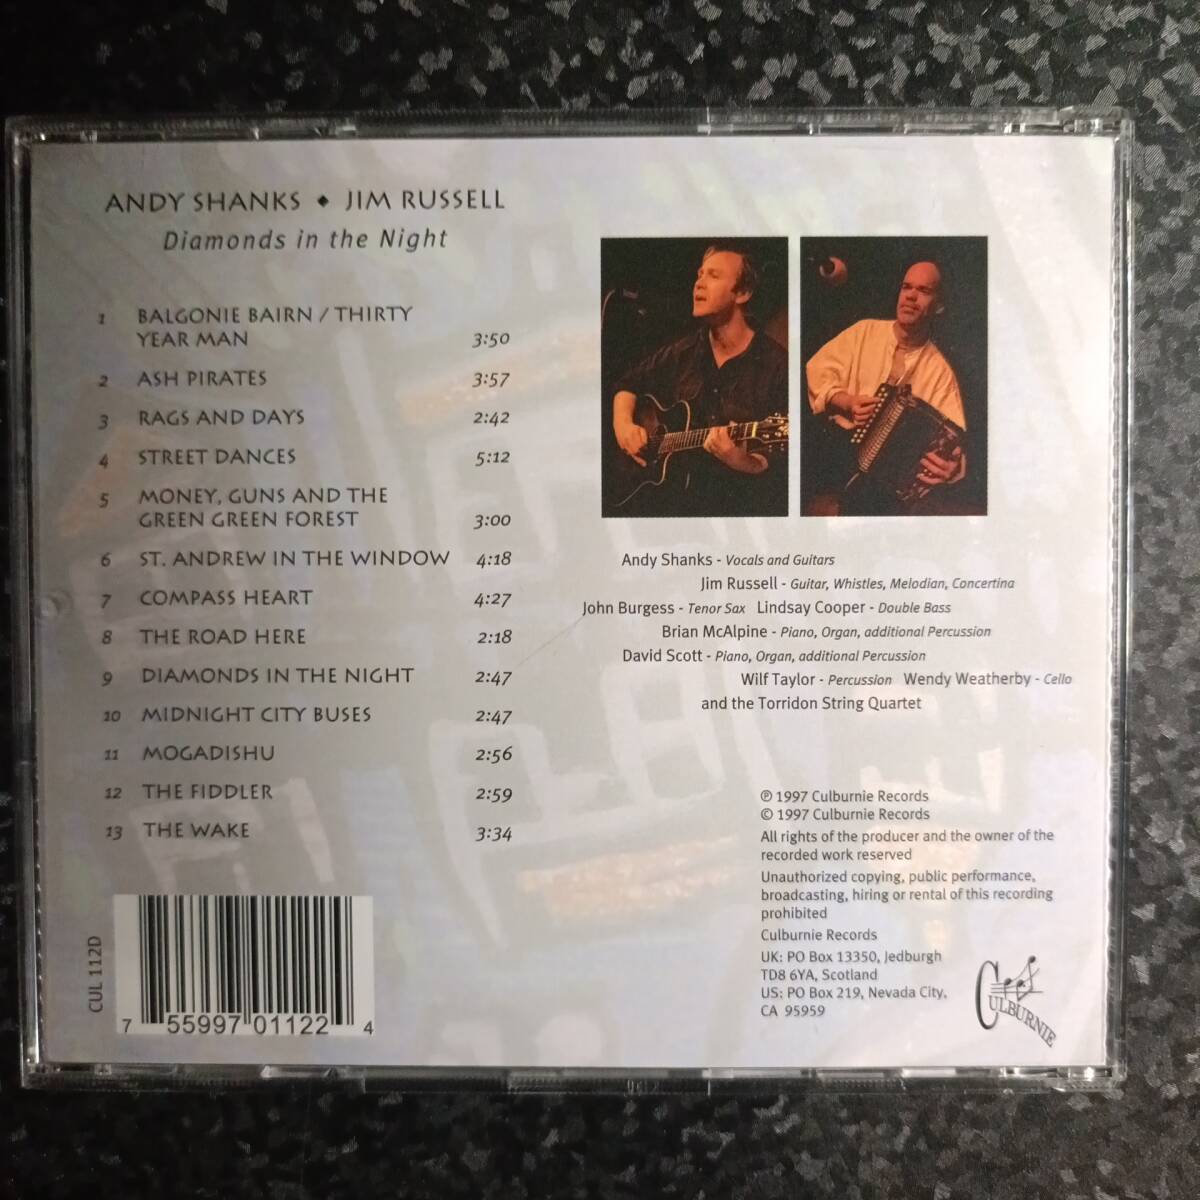 ANDY SHANKS ♦ JIM RUSSELL
Diamonds in the Night
1 BALGONIE BAIRN / THIRTY
YEAR MAN 3:50
2 ASH PIRATES 3:57
3 RAGS AND DAYS 2:42
4 STREET DANCES 5:12
5 MONEY, GUNS AND THE
GREEN GREEN FOREST 3:00
6 ST. ANDREW IN THE WINDOW 4:18
7 COMPASS HEART 4:27
8 THE ROAD HERE 2:18
9 DIAMONDS IN THE NIGHT 2:47
10 MIDNIGHT CITY BUSES 2:47
11 MOGADISHU 2:56
12 THE FIDDLER 2:59
13 THE WAKE 3:34
Andy Shanks - Vocals and Guitars
Jim Russell - Guitar, Whistles, Melodian, Concertina
John Burgess - Tenor Sax Lindsay Cooper - Double Bass
Brian McAlpine - Piano, Organ, additional Percussion
David Scott - Piano, Organ, additional Percussion
Wilf Taylor - Percussion Wendy Weatherby - Cello
and the Torridon String Quartet
℗ 1997 Culburnie Records
© 1997 Culburnie Records
All rights of the producer and the owner of the
recorded work reserved
Unauthorized copying, public performance,
broadcasting, hiring or rental of this recording
prohibited
Culburnie Records
UK: PO Box 13350, Jedburgh
TD8 6YA, Scotland
US: PO Box 219, Nevada City,
CA 95959
CULBURNIE
CUL 112D
7 55997 01122 4